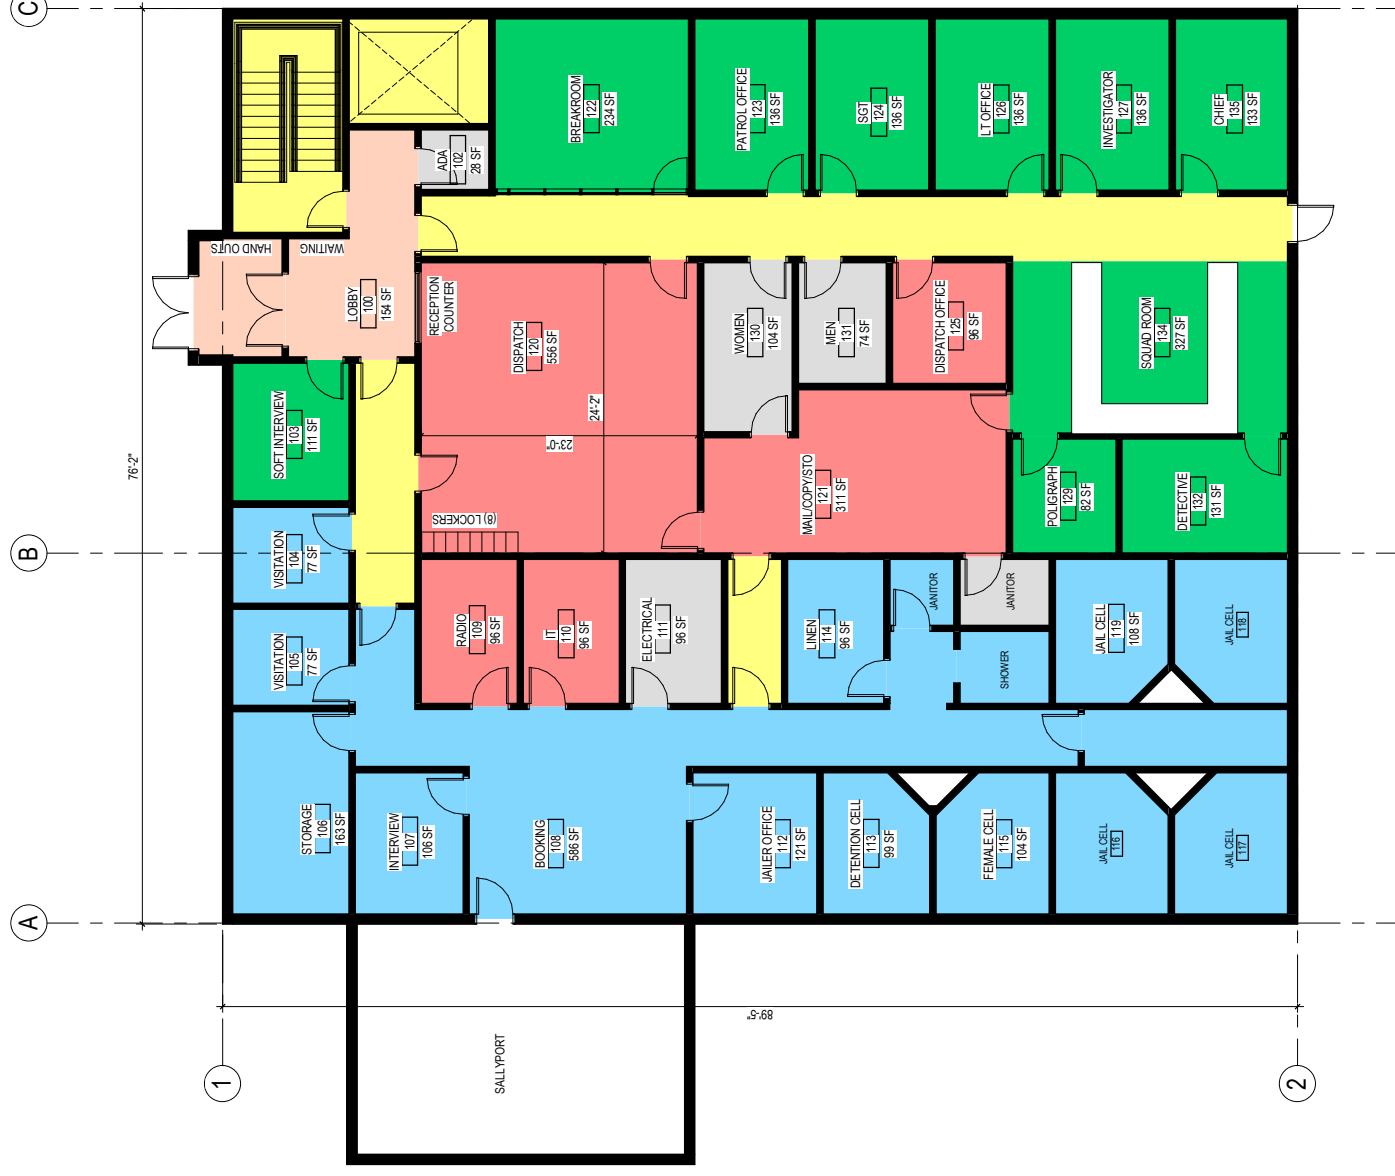 C
B
A
1
2
76'-2"
89'-5"
HAND OUTS
WAITING
LOBBY
100
154 SF
RECEPTION
COUNTER
ADA
102
28 SF
BREAKROOM
122
234 SF
PATROL OFFICE
123
136 SF
SGT
124
136 SF
LT OFFICE
126
136 SF
INVESTIGATOR
127
136 SF
CHIEF
135
133 SF
SOFT INTERVIEW
103
111 SF
DISPATCH
120
556 SF
24'-2"
23'-0"
(8) LOCKERS
WOMEN
130
104 SF
MEN
131
74 SF
DISPATCH OFFICE
125
96 SF
SQUAD ROOM
134
327 SF
VISITATION
104
77 SF
MAIL/COPY/STO
121
311 SF
POLIGRAPH
129
82 SF
DETECTIVE
132
131 SF
VISITATION
105
77 SF
RADIO
109
96 SF
IT
110
96 SF
ELECTRICAL
111
96 SF
LINEN
114
96 SF
JANITOR
JANITOR
SHOWER
JAIL CELL
119
108 SF
JAIL CELL
118
STORAGE
106
163 SF
INTERVIEW
107
106 SF
BOOKING
108
586 SF
JAILER OFFICE
112
121 SF
DETENTION CELL
113
99 SF
FEMALE CELL
115
104 SF
JAIL CELL
116
JAIL CELL
117
SALLYPORT